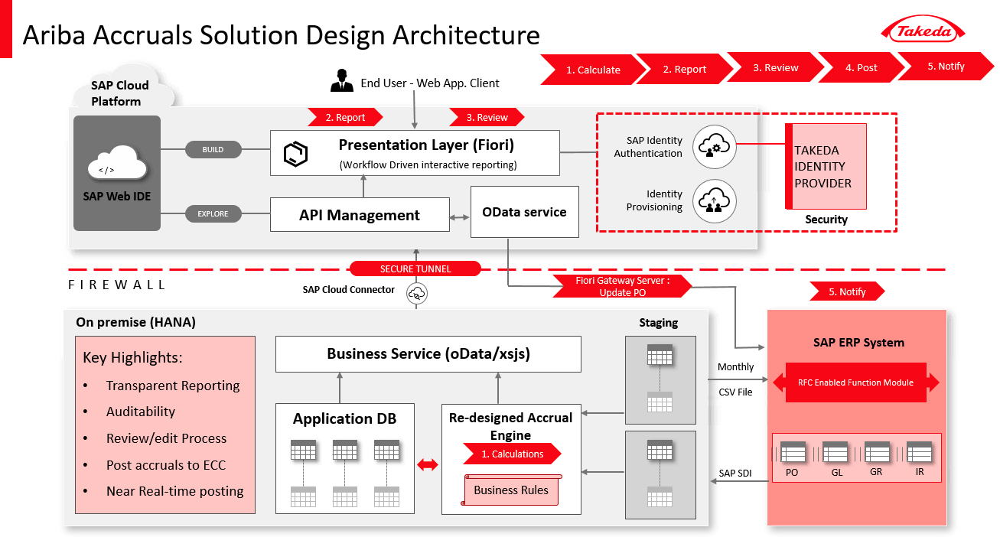 Ariba Accruals Solution Design Architecture
Takeda
1. Calculate
2. Report
3. Review
4. Post
5. Notify
SAP Cloud
Platform
End User - Web App. Client
2. Report
3. Review
BUILD
Presentation Layer (Fiori)
(Workflow Driven interactive reporting)
SAP Identity
Authentication
TAKEDA
IDENTITY
PROVIDER
</>
SAP Web IDE
EXPLORE
API Management
OData service
Identity
Provisioning
Security
SECURE TUNNEL
FIREWALL
SAP Cloud Connector
Fiori Gateway Server :
Update PO
5. Notify
On premise (HANA)
Key Highlights:
• Transparent Reporting
• Auditability
• Review/edit Process
• Post accruals to ECC
• Near Real-time posting
Business Service (oData/xsjs)
Application DB
Re-designed Accrual
Engine
1. Calculations
Business Rules
Staging
Monthly
CSV File
SAP SDI
SAP ERP System
RFC Enabled Function Module
PO
GL
GR
IR